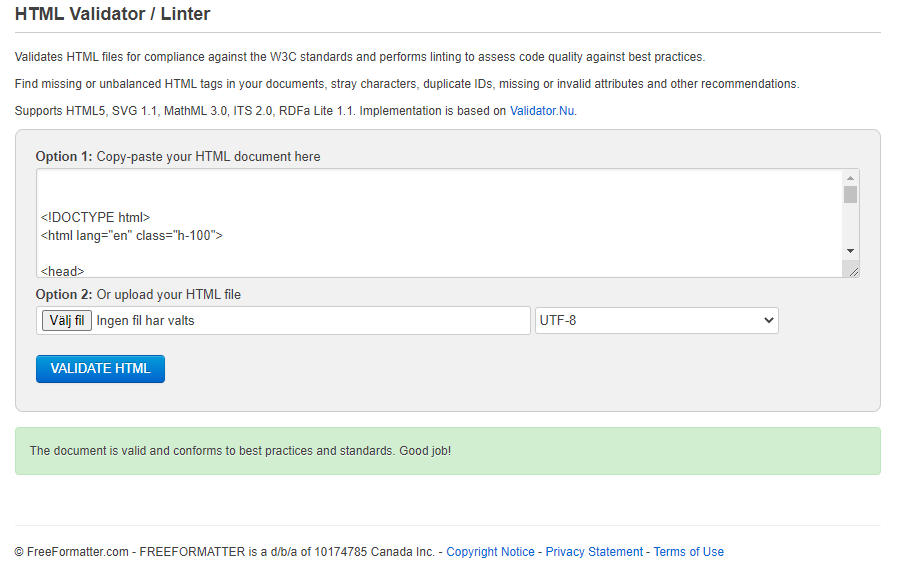 HTML Validator / Linter
Validates HTML files for compliance against the W3C standards and performs linting to assess code quality against best practices.
Find missing or unbalanced HTML tags in your documents, stray characters, duplicate IDs, missing or invalid attributes and other recommendations.
Supports HTML5, SVG 1.1, MathML 3.0, ITS 2.0, RDFa Lite 1.1. Implementation is based on Validator.Nu.
Option 1: Copy-paste your HTML document here
<!DOCTYPE html>
<html lang="en" class="h-100">
<head>
Option 2: Or upload your HTML file
Välj fil Ingen fil har valts UTF-8
VALIDATE HTML
The document is valid and conforms to best practices and standards. Good job!
© FreeFormatter.com - FREEFORMATTER is a d/b/a of 10174785 Canada Inc. - Copyright Notice - Privacy Statement - Terms of Use